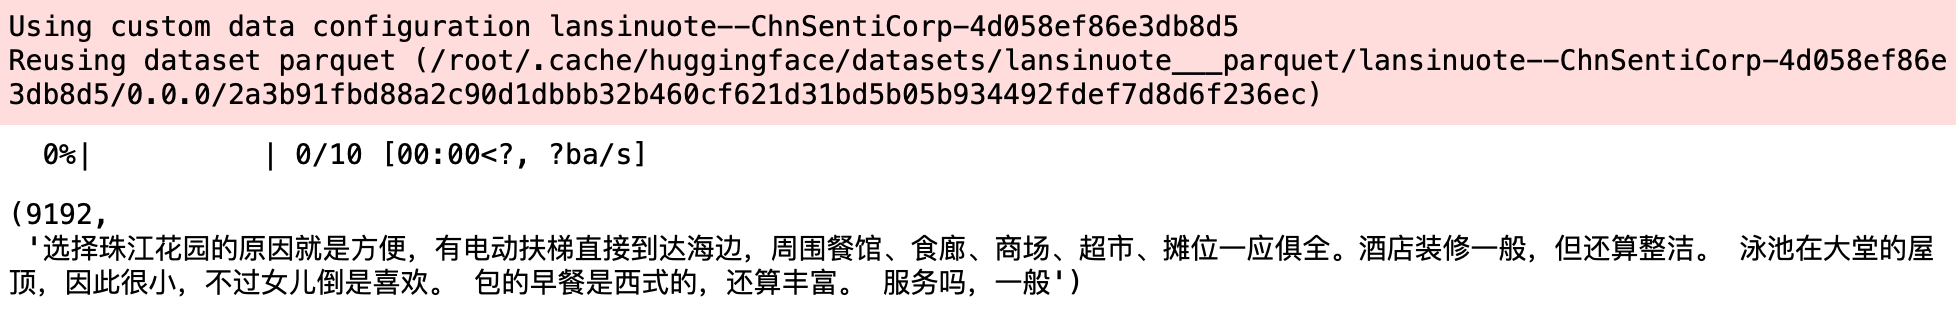 Using custom data configuration lansinuote--ChnSentiCorp-4d058ef86e3db8d5
Reusing dataset parquet (/root/.cache/huggingface/datasets/lansinuote___parquet/lansinuote--ChnSentiCorp-4d058ef86e
3db8d5/0.0.0/2a3b91fbd88a2c90d1dbbb32b460cf621d31bd5b05b934492fdef7d8d6f236ec)
0%|          | 0/10 [00:00<?, ?ba/s]
(9192,
'选择珠江花园的原因就是方便，有电动扶梯直接到达海边，周围餐馆、食廊、商场、超市、摊位一应俱全。酒店装修一般，但还算整洁。 泳池在大堂的屋
顶，因此很小，不过女儿倒是喜欢。 包的早餐是西式的，还算丰富。 服务吗，一般')